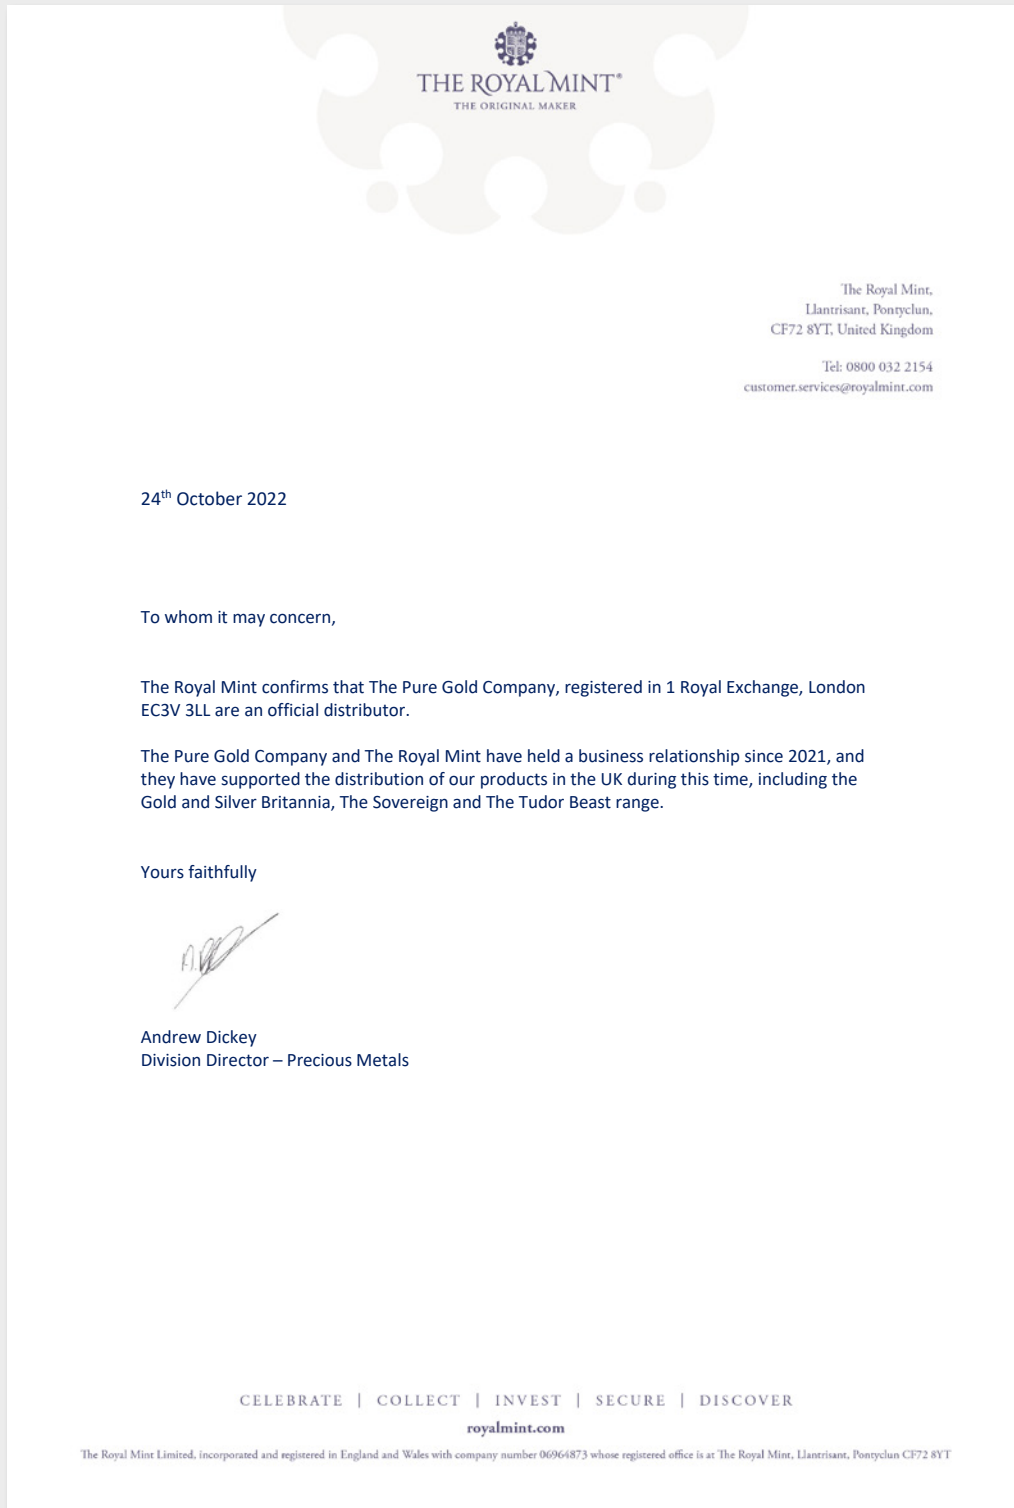 THE ROYAL MINT®
THE ORIGINAL MAKER
The Royal Mint,
Llantrisant, Pontyclun,
CF72 8YT, United Kingdom
Tel: 0800 032 2154
customer.services@royalmint.com
24th October 2022
To whom it may concern,
The Royal Mint confirms that The Pure Gold Company, registered in 1 Royal Exchange, London
EC3V 3LL are an official distributor.
The Pure Gold Company and The Royal Mint have held a business relationship since 2021, and
they have supported the distribution of our products in the UK during this time, including the
Gold and Silver Britannia, The Sovereign and The Tudor Beast range.
Yours faithfully
Andrew Dickey
Division Director – Precious Metals
CELEBRATE | COLLECT | INVEST | SECURE | DISCOVER
royalmint.com
The Royal Mint Limited, incorporated and registered in England and Wales with company number 06964873 whose registered office is at The Royal Mint, Llantrisant, Pontyclun CF72 8YT